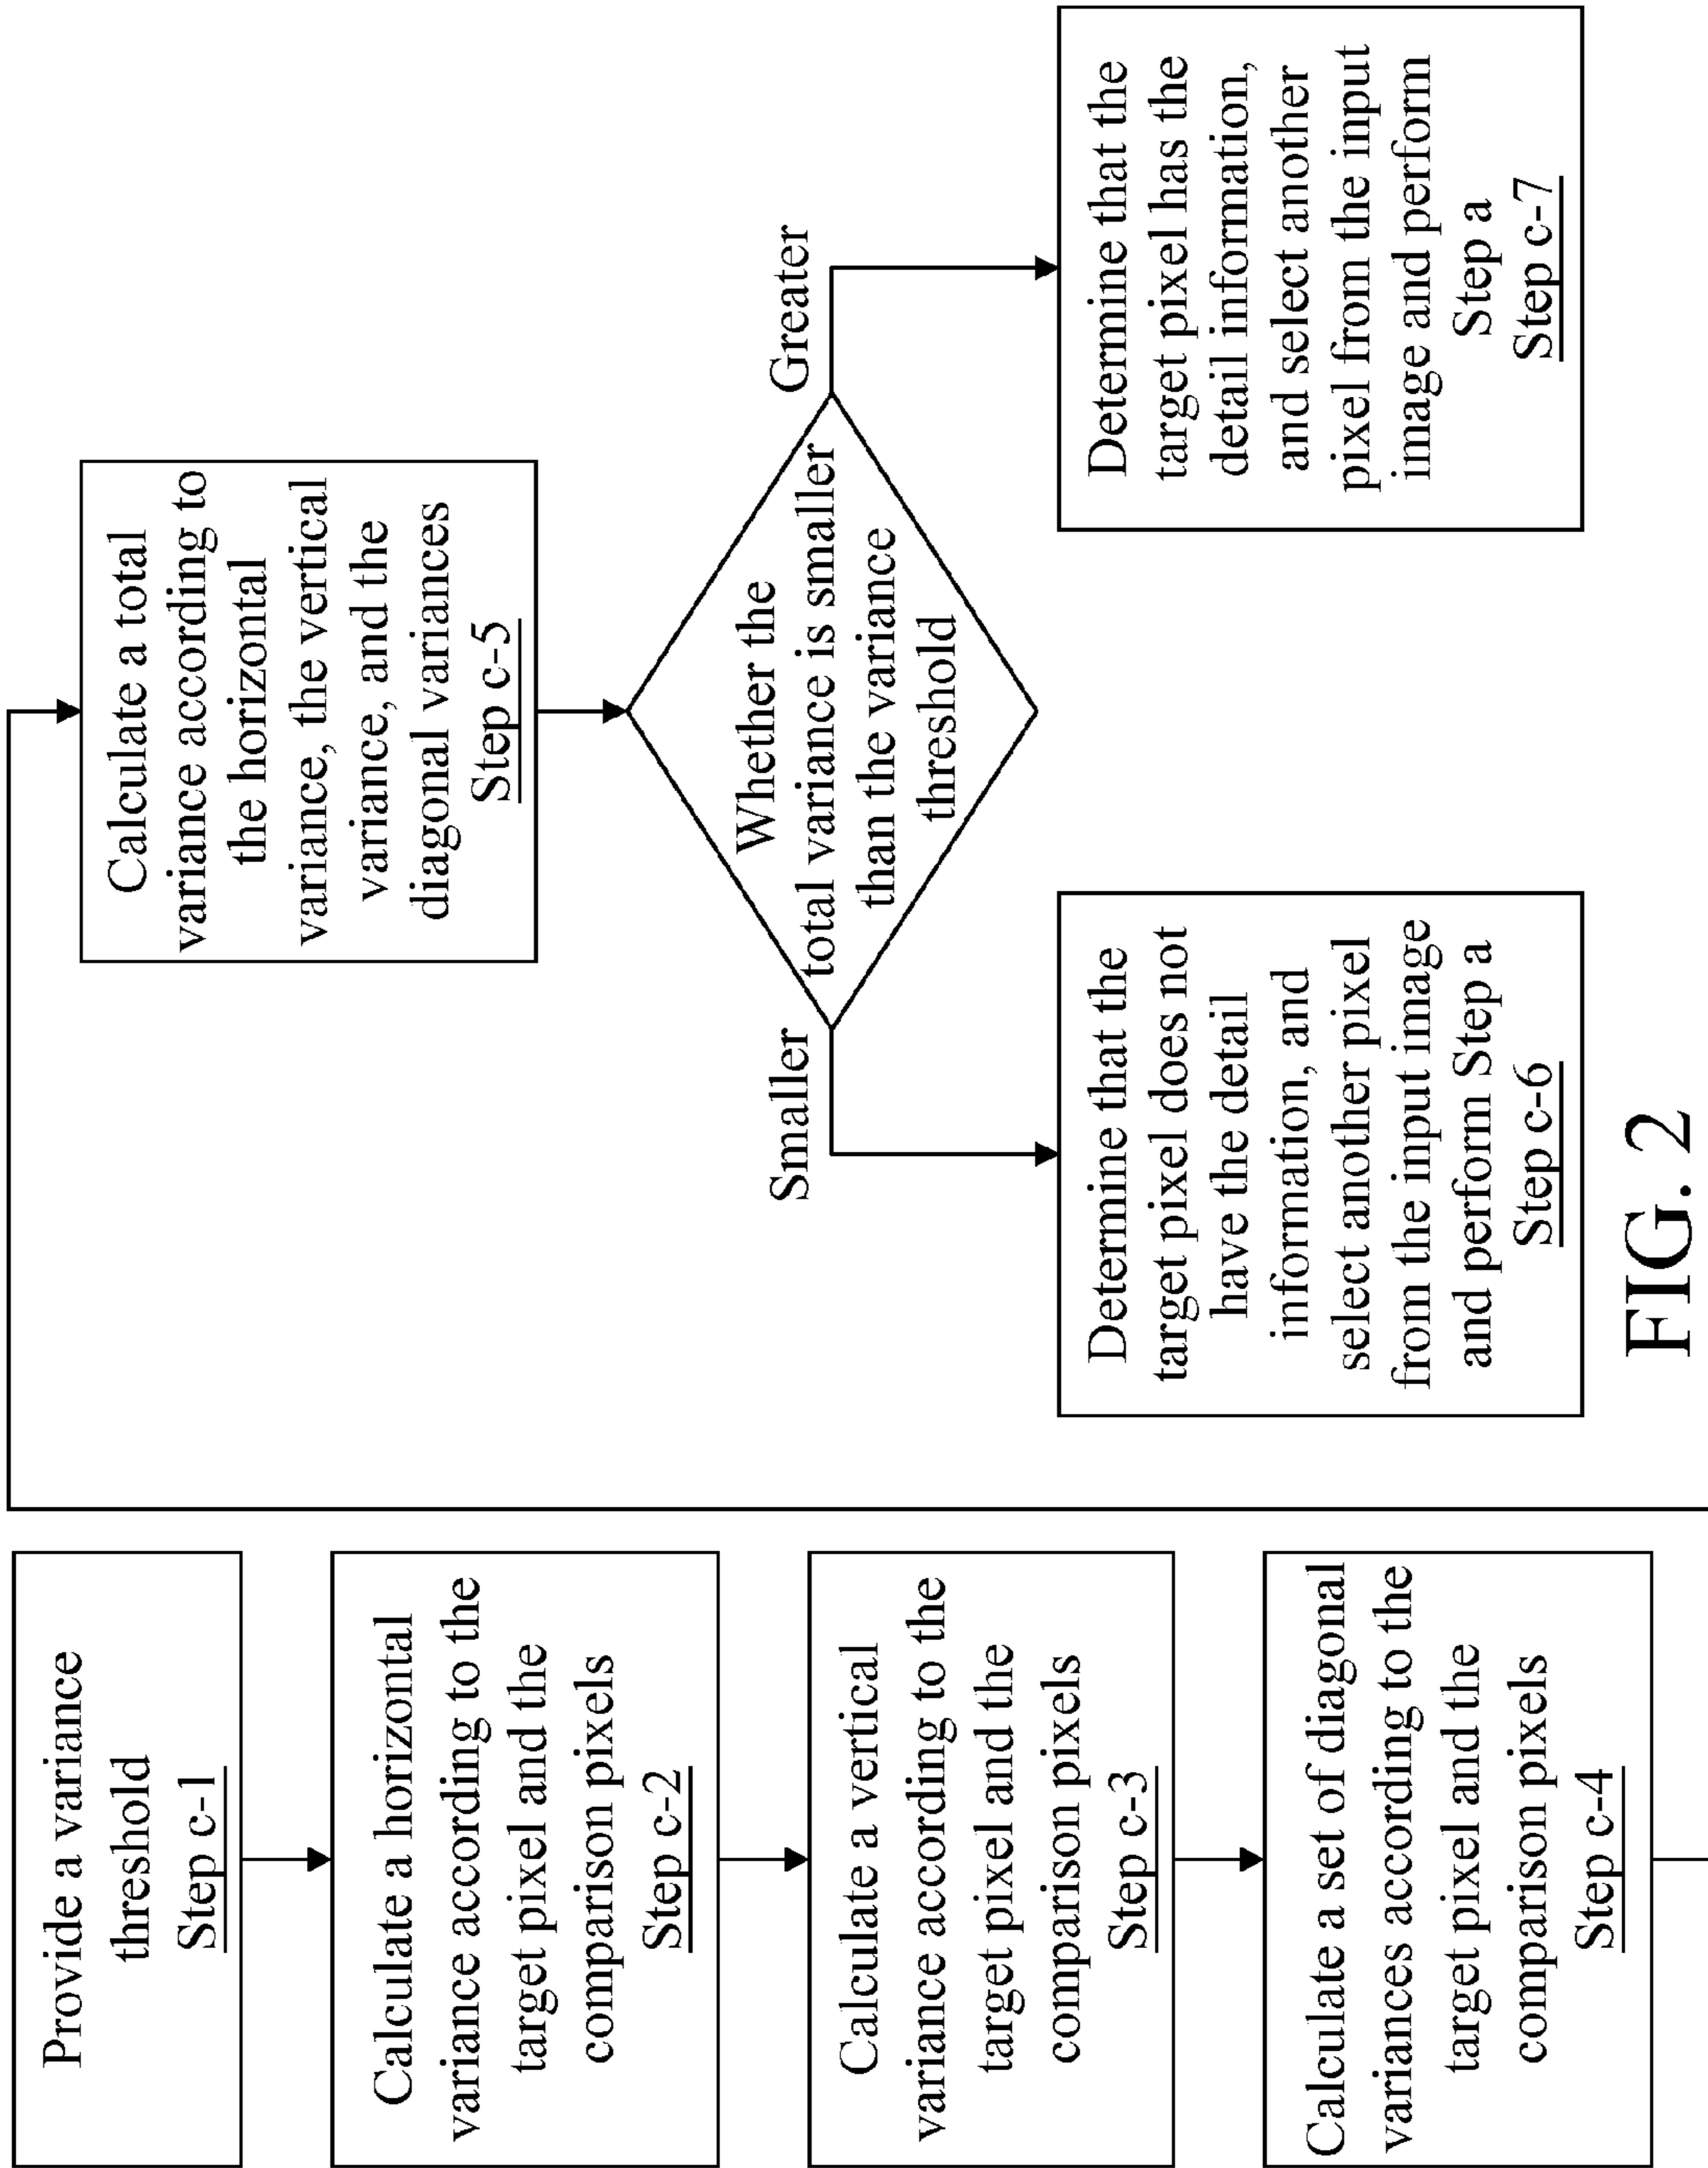 Provide a variance
threshold
Step c-1
Calculate a horizontal
variance according to the
target pixel and the
comparison pixels
Step c-2
Calculate a vertical
variance according to the
target pixel and the
comparison pixels
Step c-3
Calculate a set of diagonal
variances according to the
target pixel and the
comparison pixels
Step c-4
Calculate a total
variance according to
the horizontal
variance, the vertical
variance, and the
diagonal variances
Step c-5
Whether the
total variance is smaller
than the variance
threshold
Smaller
Greater
Determine that the
target pixel does not
have the detail
information, and
select another pixel
from the input image
and perform Step a
Step c-6
Determine that the
target pixel has the
detail information,
and select another
pixel from the input
image and perform
Step a
Step c-7
FIG. 2